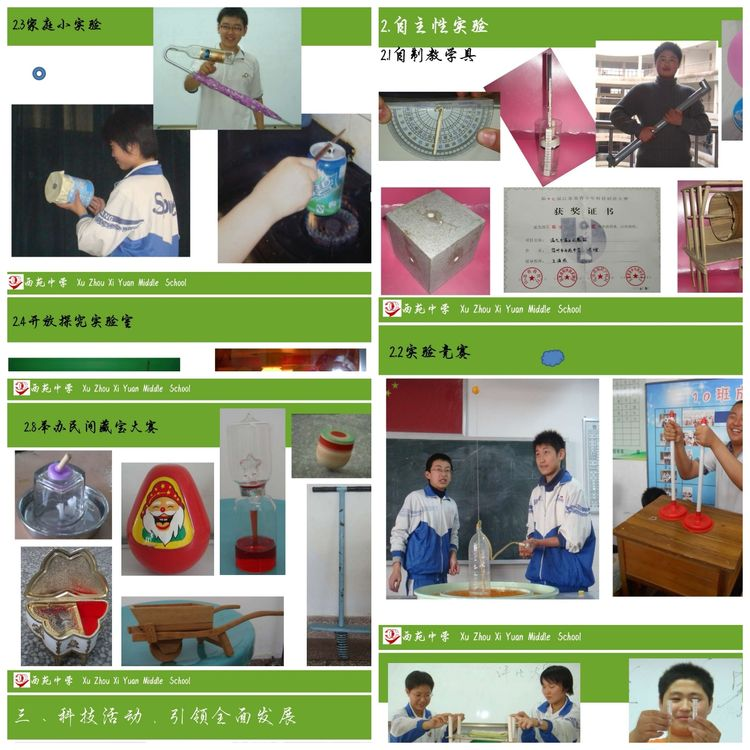 2.3家庭小实验
西苑中学 Xu Zhou Xi Yuan Middle School
2.4开放探究实验室
西苑中学 Xu Zhou Xi Yuan Middle School
2.8举办民间藏宝大赛
西苑中学 Xu Zhou Xi Yuan Middle School
三、科技活动，引领全面发展
2.自主性实验
2.1自制教学具
获奖证书
西苑中学 Xu Zhou Xi Yuan Middle School
2.2实验竞赛
10班
西苑中学 Xu Zhou Xi Yuan Middle School